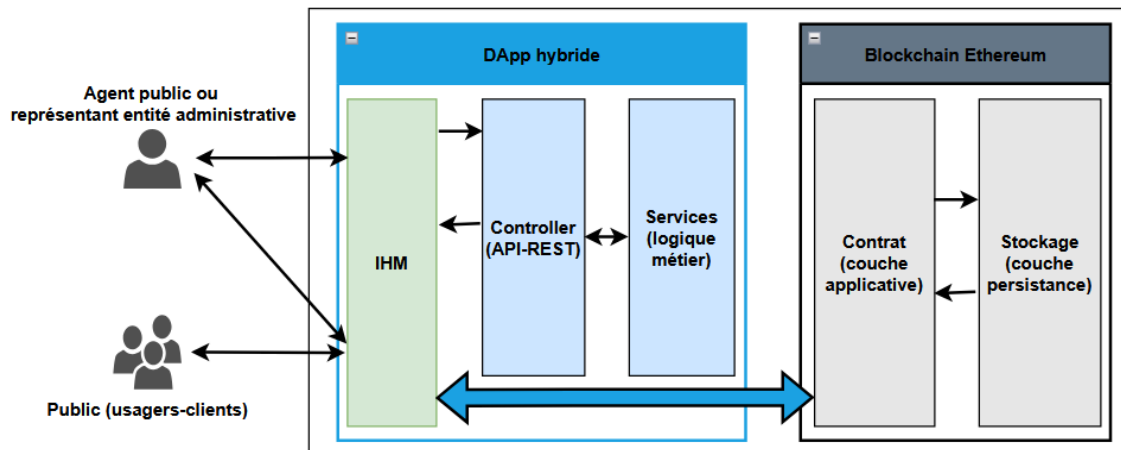 DApp hybride
Blockchain Ethereum
Agent public ou
représentant entité administrative
IHM
Controller
(API-REST)
Services
(logique
métier)
Contrat
(couche
applicative)
Stockage
(couche
persistance)
Public (usagers-clients)